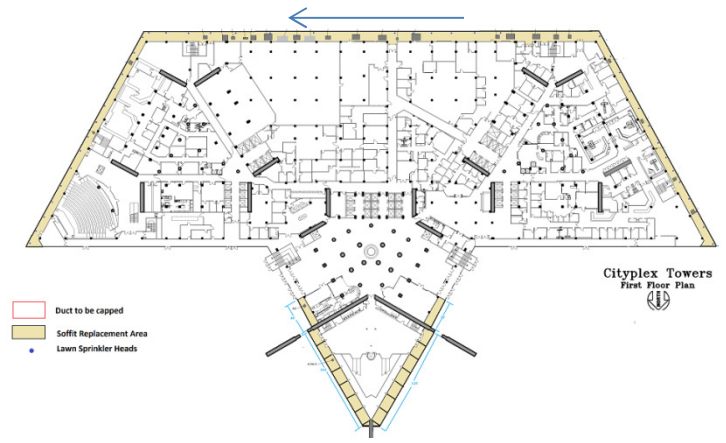 Cityplex Towers
First Floor Plan
Duct to be capped
Soffit Replacement Area
Lawn Sprinkler Heads